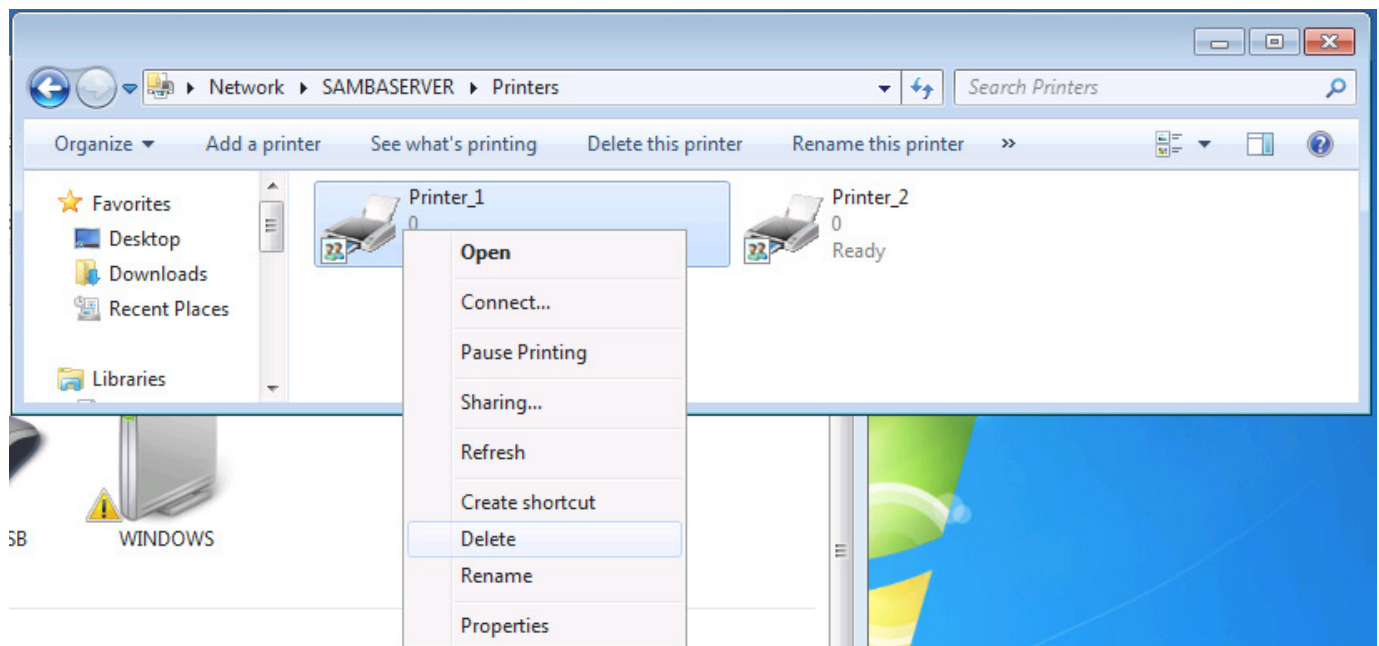 Network SAMBASERVER Printers
Search Printers
Organize Add a printer See what's printing Delete this printer Rename this printer »
Favorites
Desktop
Downloads
Recent Places
Libraries
Printer_1
0
Printer_2
0
Ready
Open
Connect...
Pause Printing
Sharing...
Refresh
Create shortcut
Delete
Rename
Properties
SB
WINDOWS